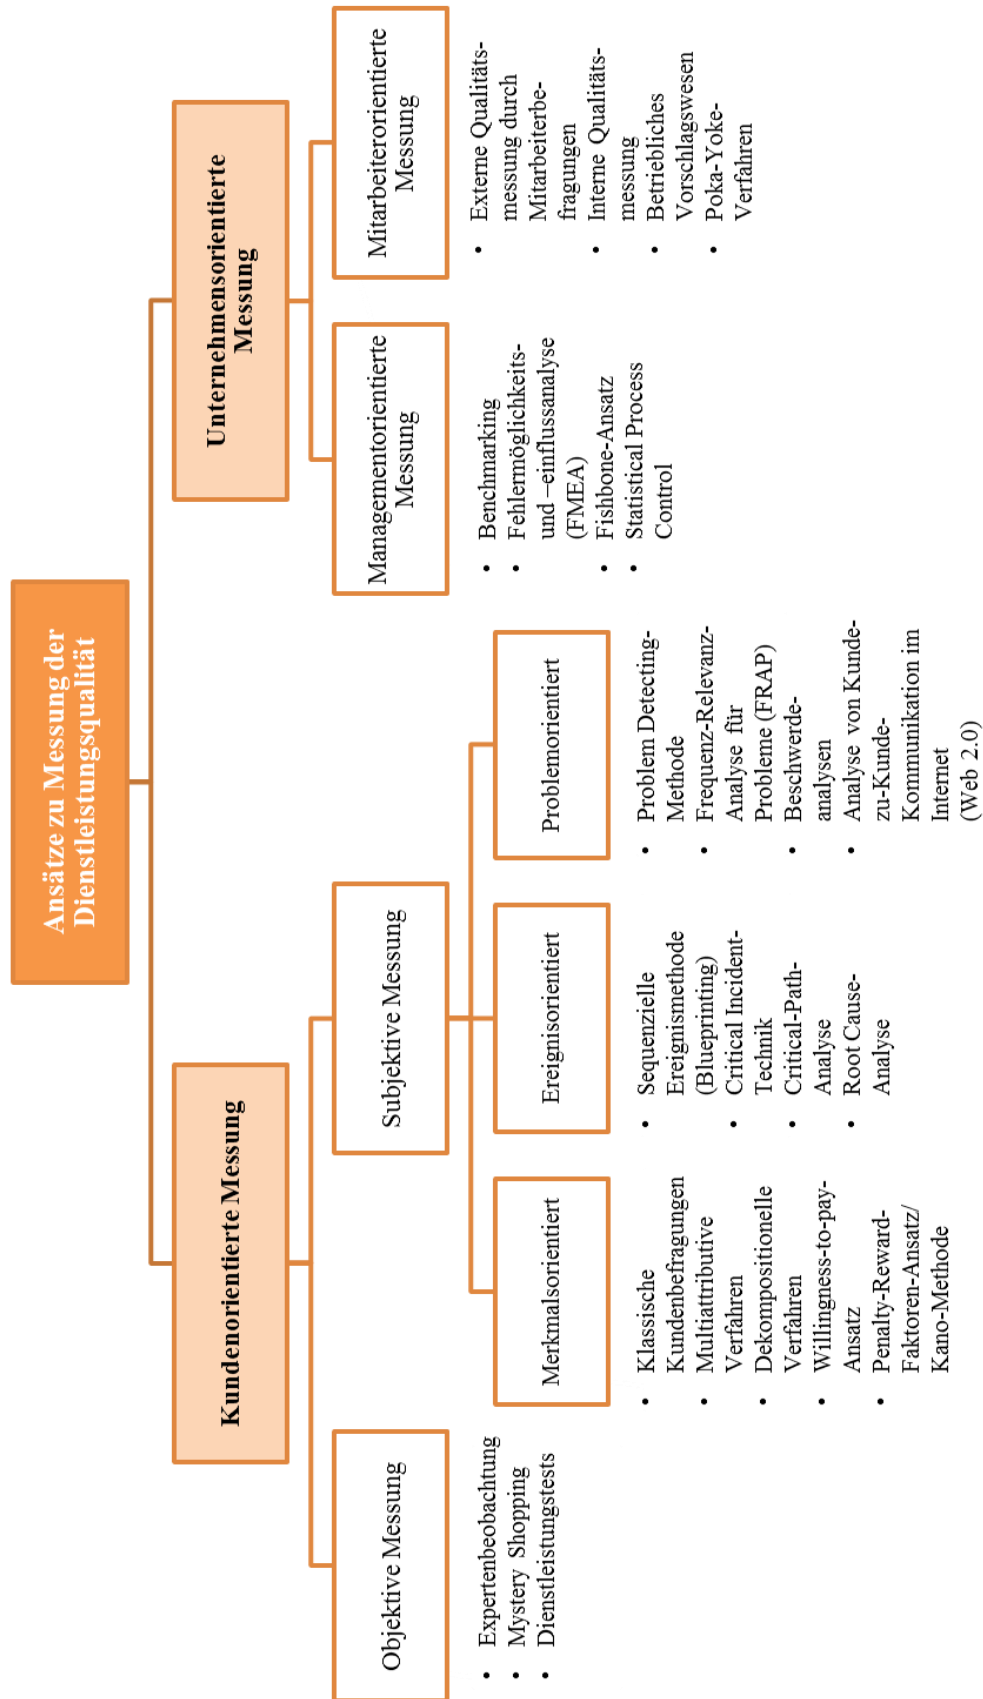 Ansätze zu Messung der
Dienstleistungsqualität
Kundenorientierte Messung
Unternehmensorientierte
Messung
Objektive Messung
Subjektive Messung
Managementorientierte
Messung
Mitarbeiterorientierte
Messung
• Expertenbeobachtung
• Mystery Shopping
• Dienstleistungstests
Merkmalsorientiert
Ereignisorientiert
Problemorientiert
• Benchmarking
• Fehlermöglichkeits-
und –einflussanalyse
(FMEA)
• Fishbone-Ansatz
• Statistical Process
Control
• Externe Qualitäts-
messung durch
Mitarbeiterbe-
fragungen
• Interne Qualitäts-
messung
• Betriebliches
Vorschlagswesen
• Poka-Yoke-
Verfahren
• Klassische
Kundenbefragungen
• Multiattributive
Verfahren
• Dekompositionelle
Verfahren
• Willingness-to-pay-
Ansatz
• Penalty-Reward-
Faktoren-Ansatz/
Kano-Methode
• Sequenzielle
Ereignismethode
(Blueprinting)
• Critical Incident-
Technik
• Critical-Path-
Analyse
• Root Cause-
Analyse
• Problem Detecting-
Methode
• Frequenz-Relevanz-
Analyse für
Probleme (FRAP)
• Beschwerde-
analysen
• Analyse von Kunde-
zu-Kunde-
Kommunikation im
Internet
(Web 2.0)